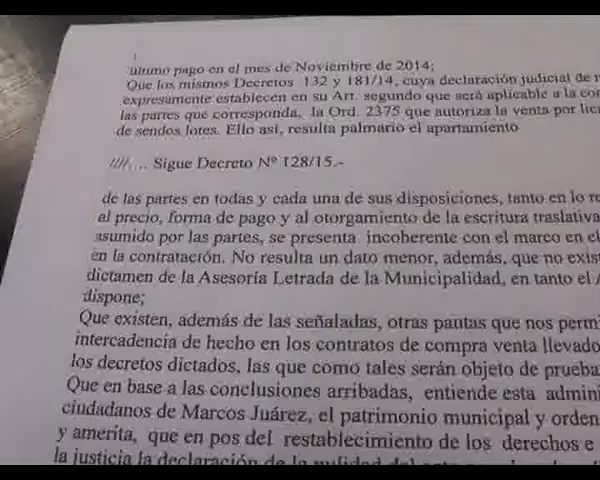 último pago en el mes de Noviembre de 2014;
Que los mismos Decretos 132 y 181/14, cuya declaración judicial de
expresamente establecen en su Art. segundo que será aplicable a la
las partes que corresponda, la Ord. 2375 que autoriza la venta por
de sendos lotes. Ello así, resulta palmario el apartamiento
////.... Sigue Decreto Nº 128/15.-
de las partes en todas y cada una de sus disposiciones, tanto en lo
al precio, forma de pago y al otorgamiento de la escritura traslativa
asumido por las partes, se presenta incoherente con el marco en el
en la contratación. No resulta un dato menor, además, que no
dictamen de la Asesoría Letrada de la Municipalidad, en tanto el
dispone;
Que existen, además de las señaladas, otras pautas que nos
intercadencia de hecho en los contratos de compra venta
los decretos dictados, las que como tales serán objeto de prueba
Que en base a las conclusiones arribadas, entiende esta
ciudadanos de Marcos Juárez, el patrimonio municipal y
y amerita, que en pos del restablecimiento de los derechos e
la justicia la declaración de la nulidad del